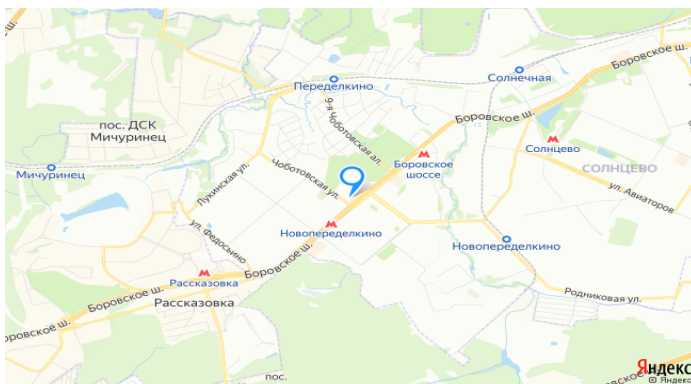 Боровское ш.
Солнечная
Переделкино
9-я Чоботовская ал.
Боровское ш.
пос. ДСК
Мичуринец
Солнцево
Боровское
шоссе
Мичуринец
Лукинская ул.
Чоботовская ул.
СОЛНЦЕВО
ул. Авиаторов
ул. Федосьино
Новопеределкино
Новопеределкино
Боровское ш.
Рассказовка
Боровское ш.
Рассказовка
Родниковая ул.
оровское ш.
пос.
Яндекс
© Яндекс